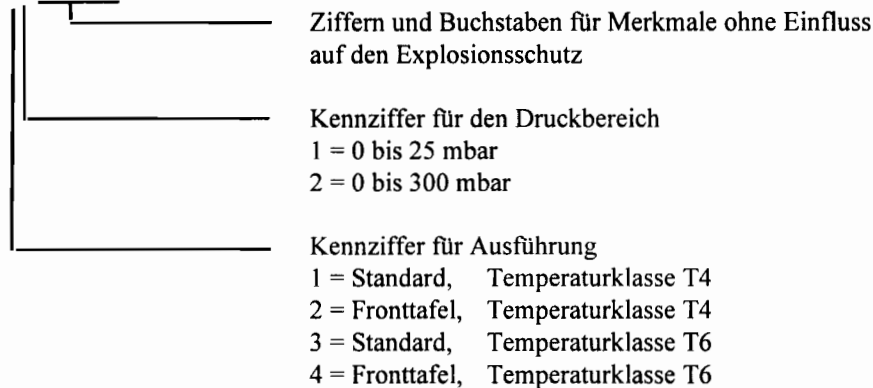 Ziffern und Buchstaben für Merkmale ohne Einfluss
auf den Explosionsschutz
Kennziffer für den Druckbereich
1 = 0 bis 25 mbar
2 = 0 bis 300 mbar
Kennziffer für Ausführung
1 = Standard, Temperaturklasse T4
2 = Fronttafel, Temperaturklasse T4
3 = Standard, Temperaturklasse T6
4 = Fronttafel, Temperaturklasse T6